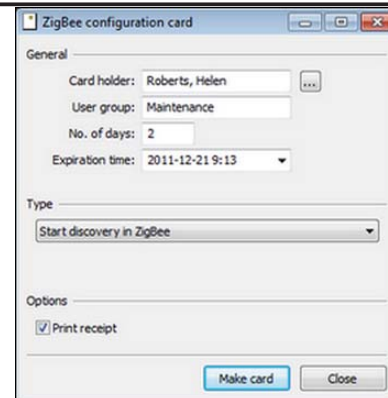 ZigBee configuration card
General
Card holder: Roberts, Helen ...
User group: Maintenance
No. of days: 2
Expiration time: 2011-12-21 9:13
Type
Start discovery in ZigBee
Options
Print receipt
Make card Close